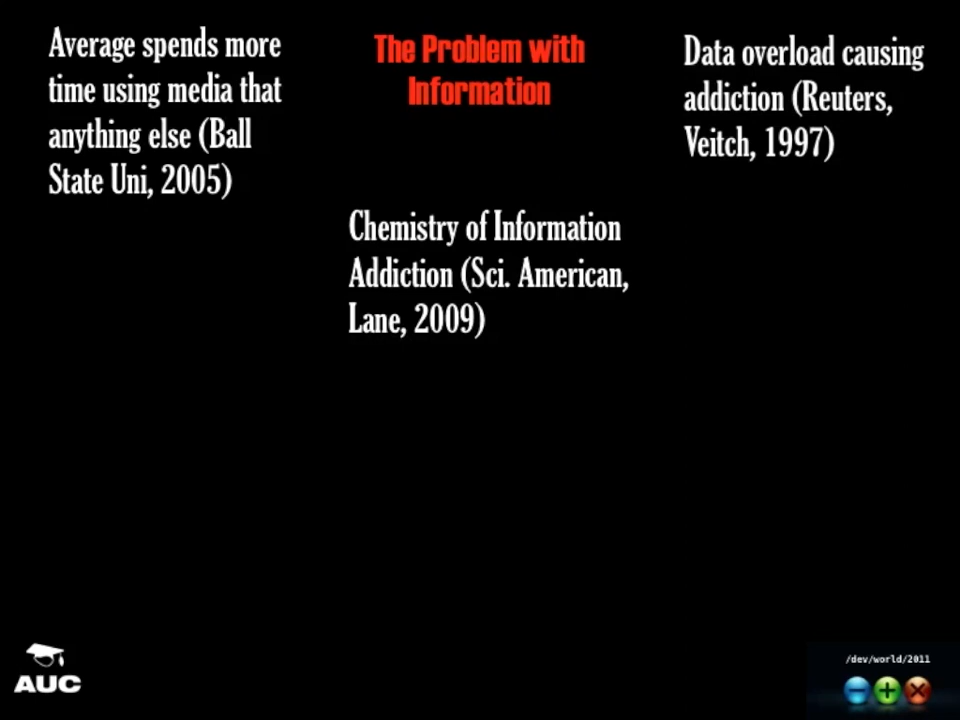 Average spends more
time using media that
anything else (Ball
State Uni, 2005)
The Problem with
Information
Data overload causing
addiction (Reuters,
Veitch, 1997)
Chemistry of Information
Addiction (Sci. American,
Lane, 2009)
AUC
/dev/world/2011